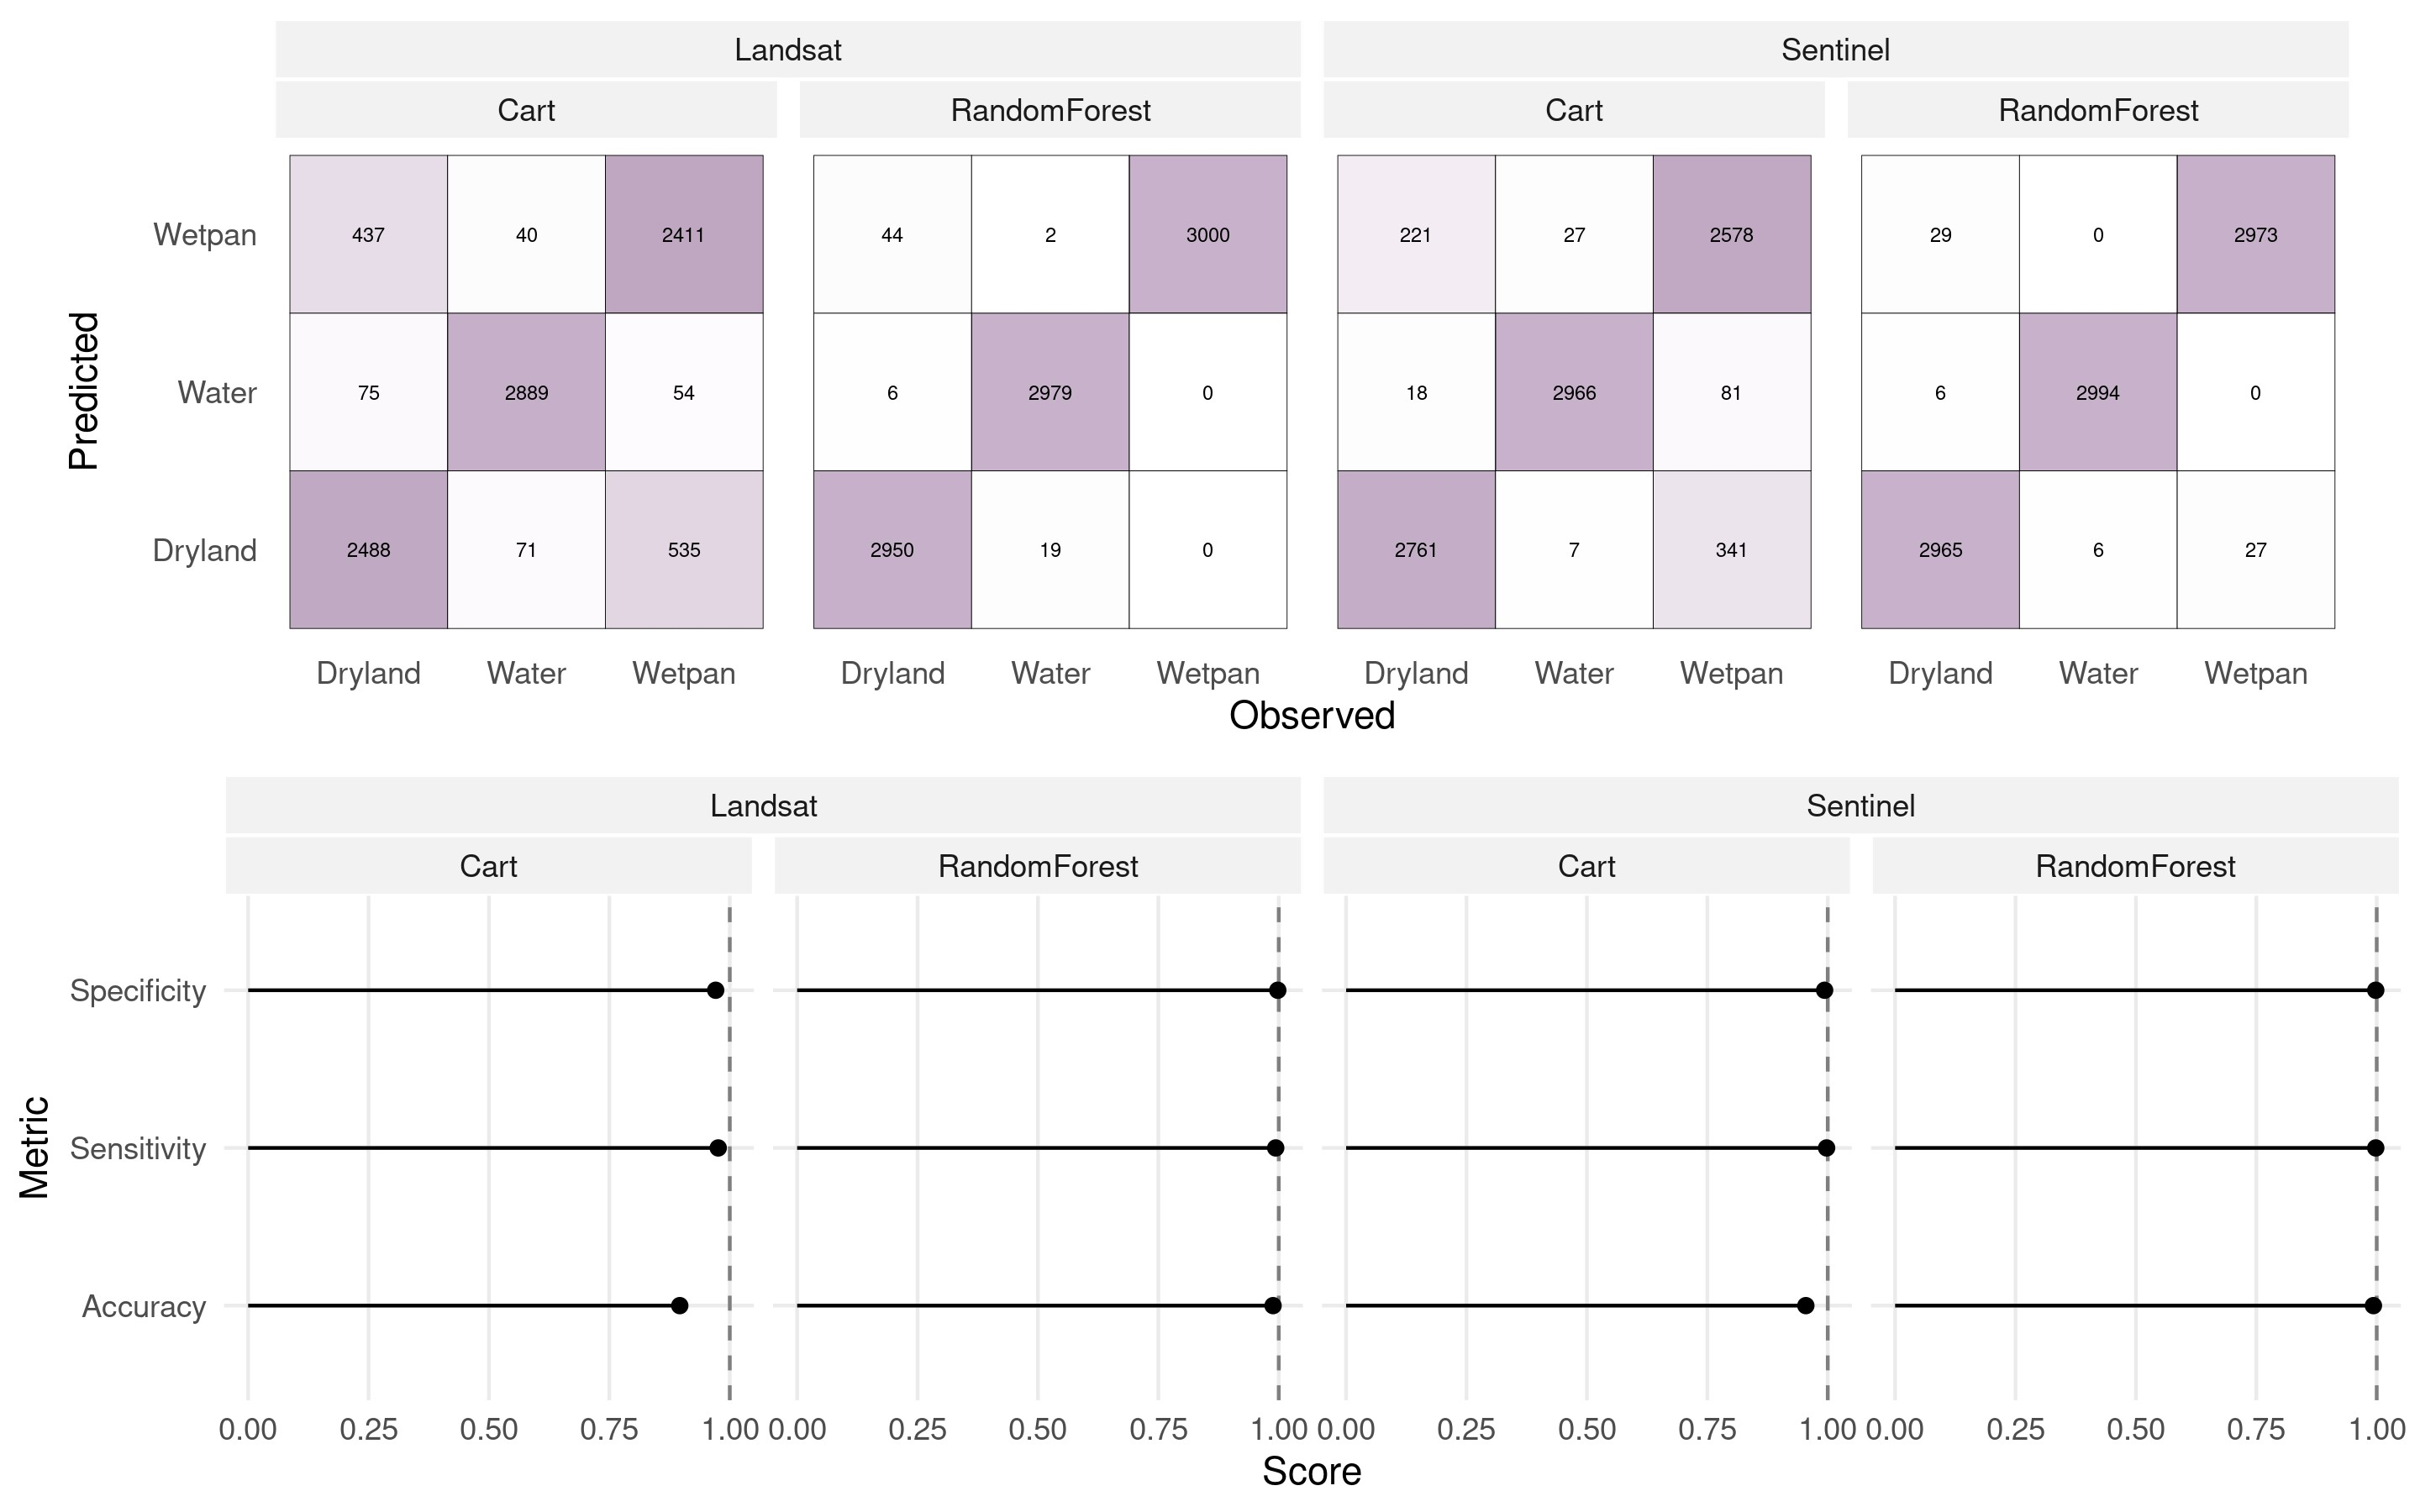 Landsat Sentinel
Cart RandomForest Cart RandomForest
Wetpan 437 40 2411 44 2 3000 221 27 2578 29 0 2973
Predicted
Water 75 2889 54 6 2979 0 18 2966 81 6 2994 0
Dryland 2488 71 535 2950 19 0 2761 7 341 2965 6 27
Dryland Water Wetpan Dryland Water Wetpan Dryland Water Wetpan Dryland Water Wetpan
Observed
Landsat Sentinel
Cart RandomForest Cart RandomForest
Specificity
Metric
Sensitivity
Accuracy
0.00 0.25 0.50 0.75 1.00 0.00 0.25 0.50 0.75 1.00 0.00 0.25 0.50 0.75 1.00 0.00 0.25 0.50 0.75 1.00
Score